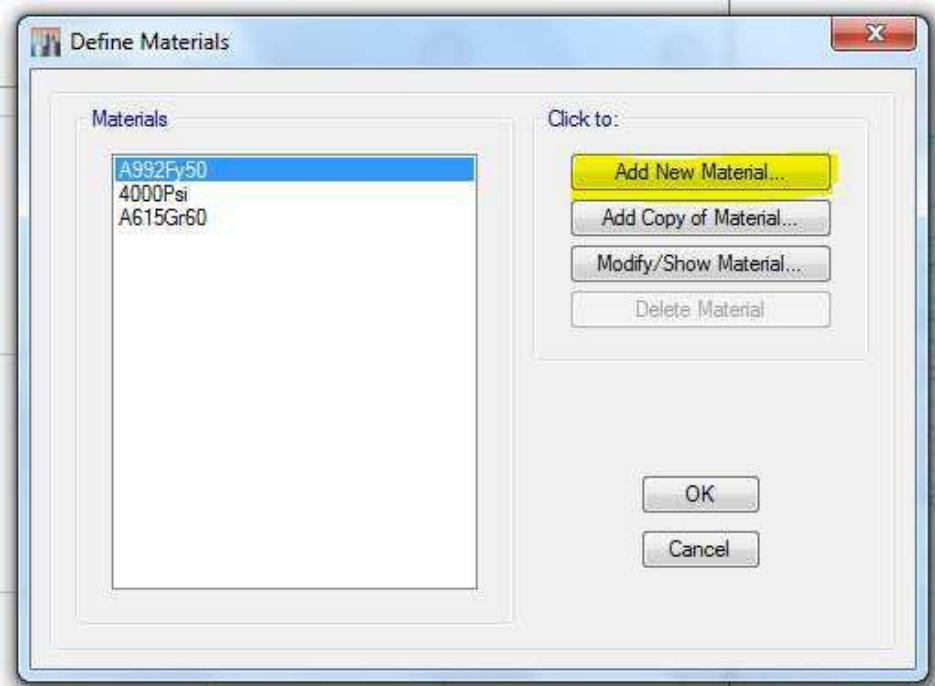 Define Materials
Materials
A992Fy50
4000Psi
A615Gr60
Click to:
Add New Material...
Add Copy of Material...
Modify/Show Material...
Delete Material
OK
Cancel